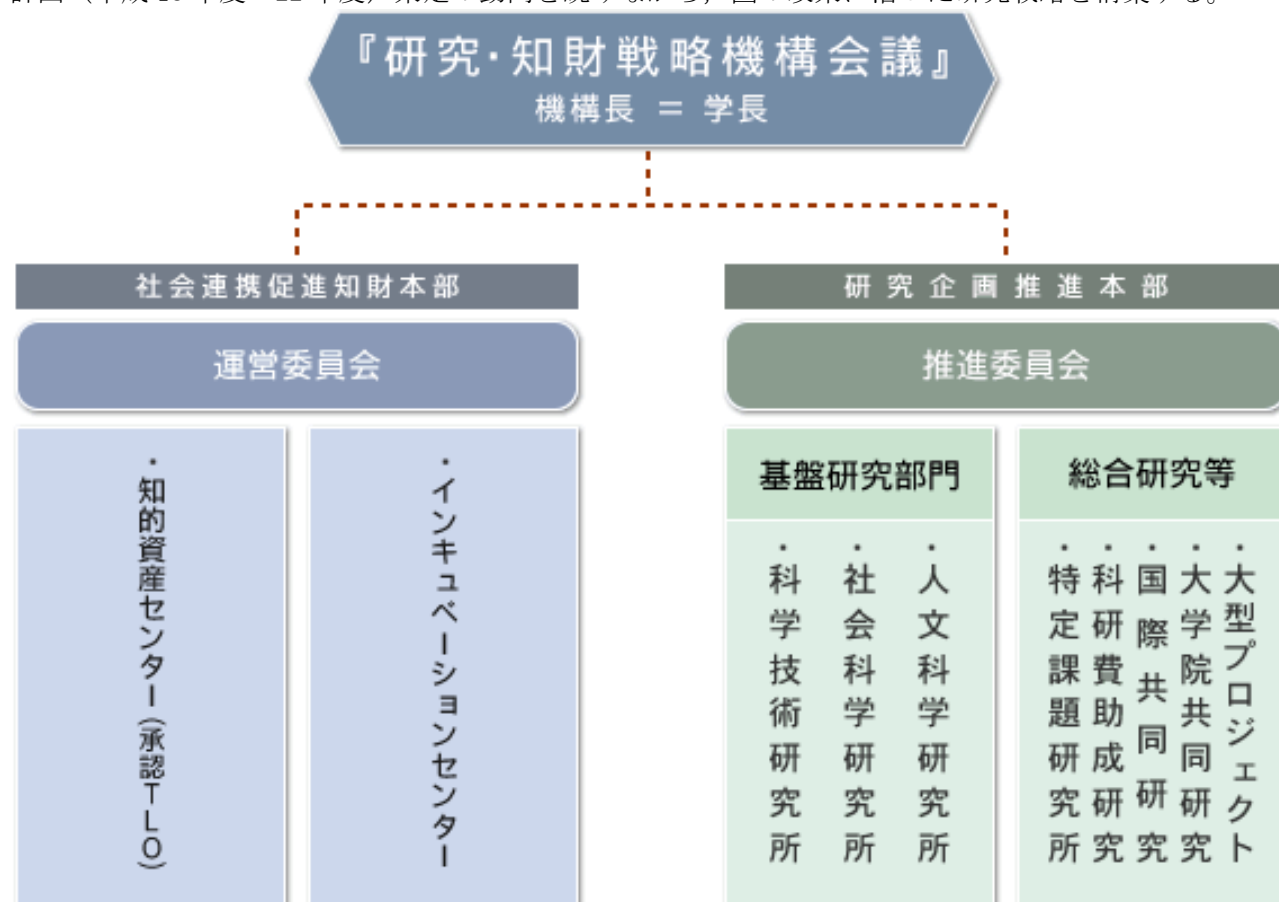 『研究・知財戦略機構会議』
機構長 = 学長
社会連携促進知財本部
研究企画推進本部
運営委員会
推進委員会
・知的資産センター(承認TLO)
・インキュベーションセンター
基盤研究部門
総合研究等
・人文科学研究所
・社会科学研究所
・科学技術研究所
・大型プロジェクト
・大学院共同研究
・国際共同研究
・科研費助成研究
・特定課題研究所